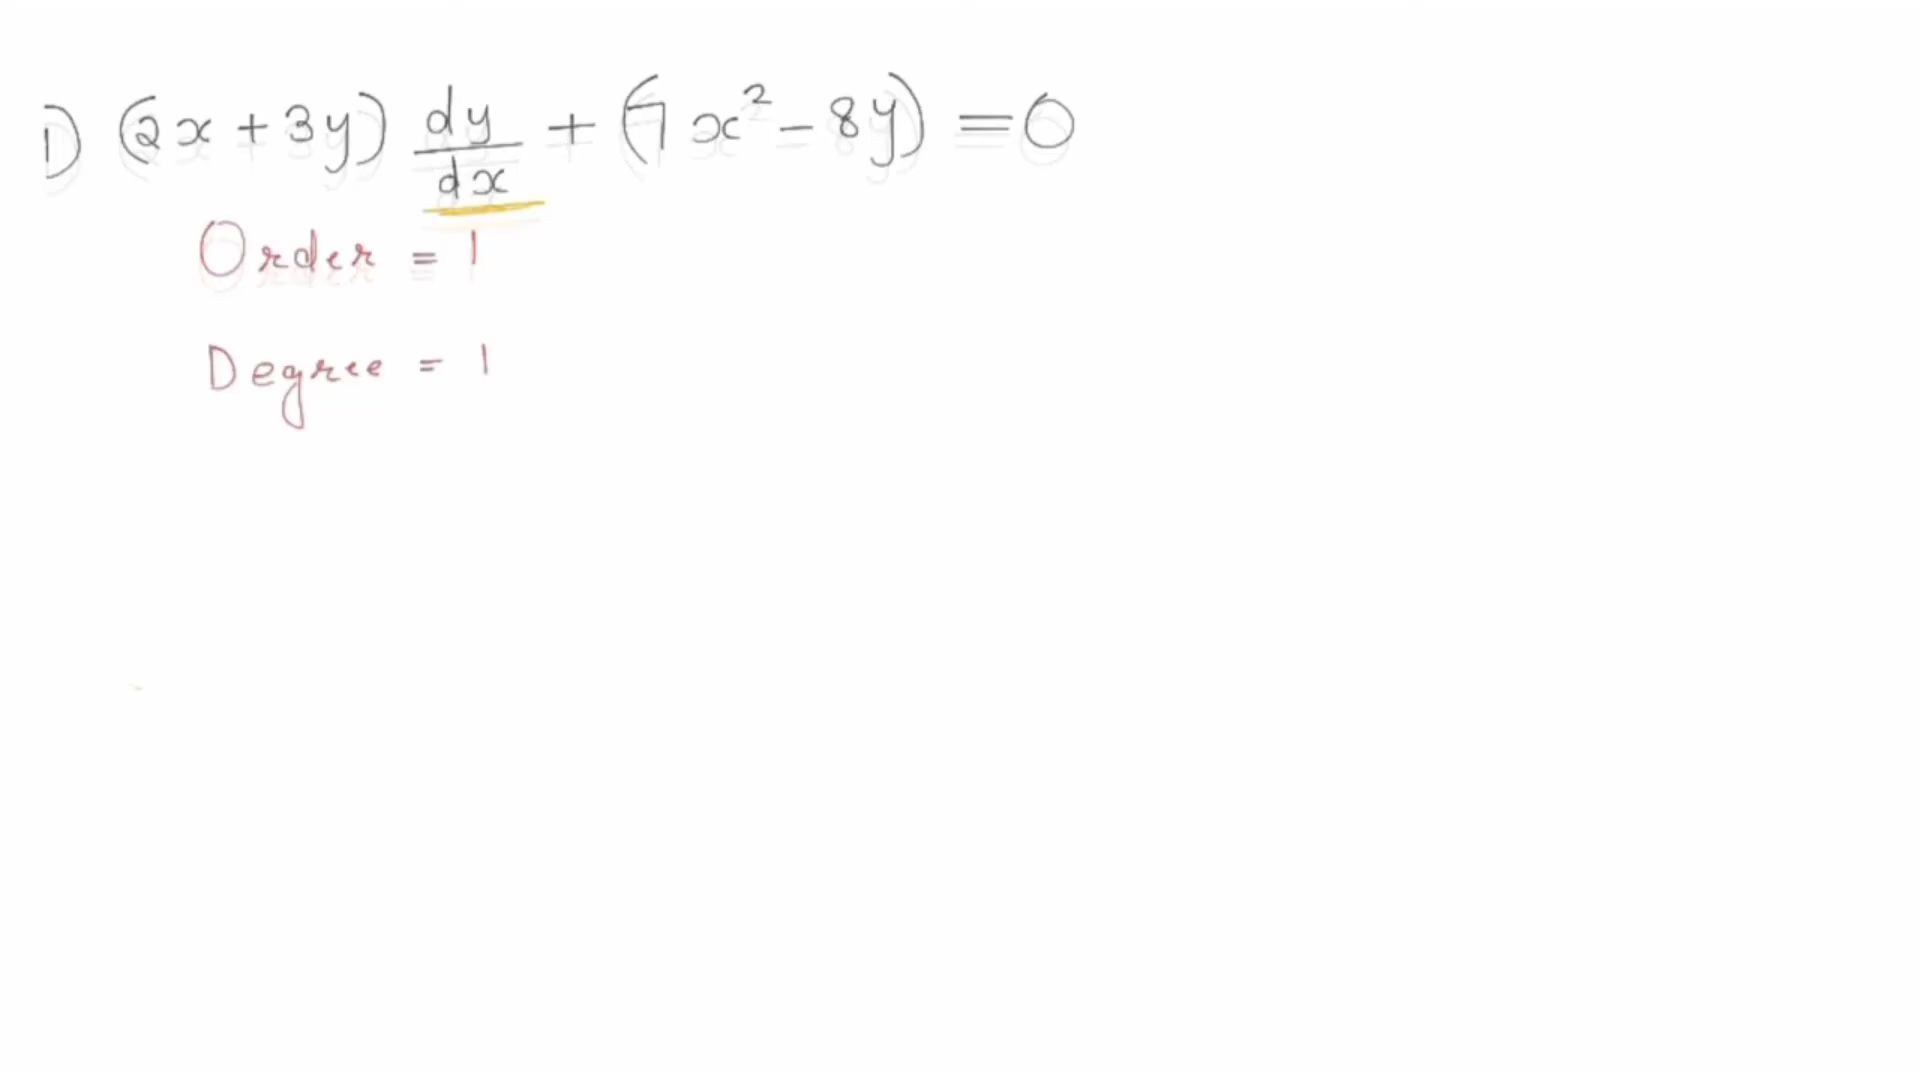 1) (2x + 3y) dy/dx + (7x² - 8y) = 0
Order = 1
Degree = 1